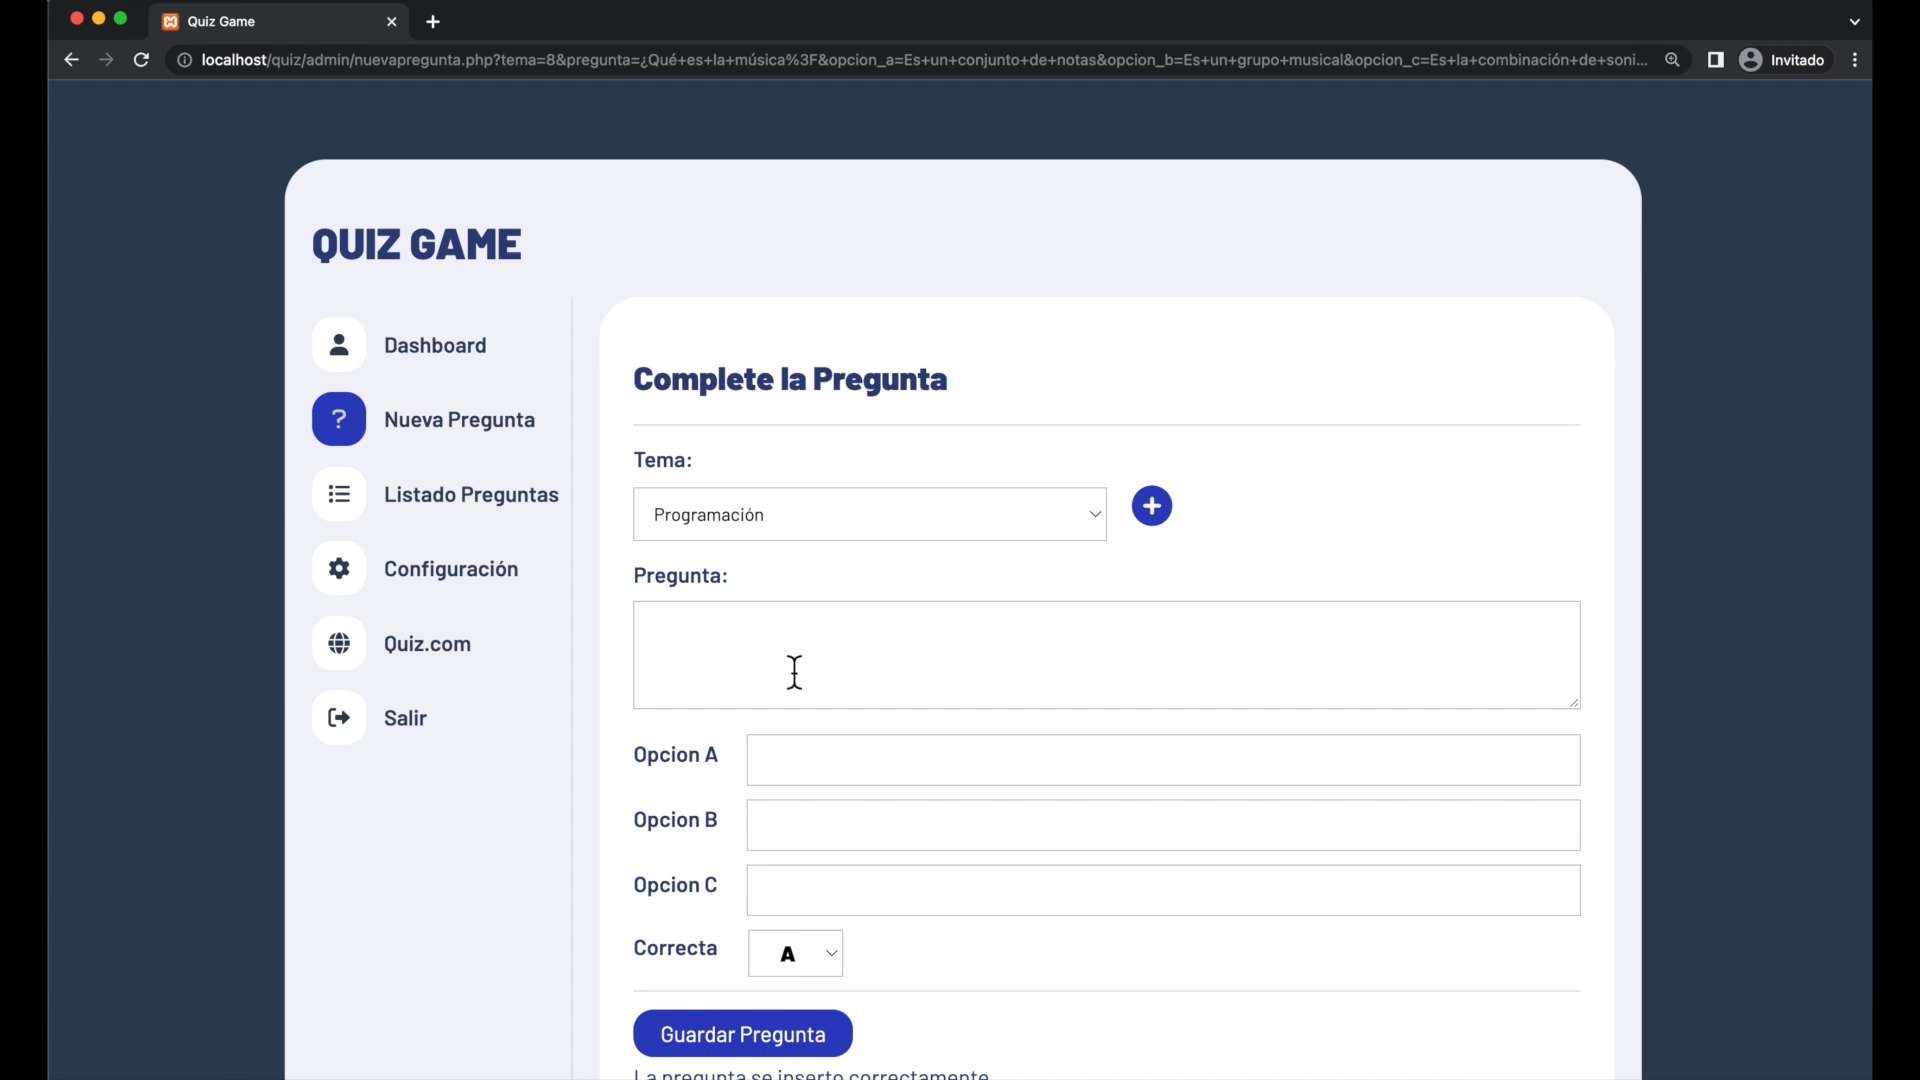 Quiz Game
localhost/quiz/admin/nuevapregunta.php?tema=8&pregunta=¿Qué+es+la+música%3F&opcion_a=Es+un+conjunto+de+notas&opcion_b=Es+un+grupo+musical&opcion_c=Es+la+combinación+de+soni...
Invitado
QUIZ GAME
Dashboard
? Nueva Pregunta
Listado Preguntas
Configuración
Quiz.com
Salir
Complete la Pregunta
Tema:
Programación
Pregunta:
Opcion A
Opcion B
Opcion C
Correcta
A
Guardar Pregunta
La pregunta se inserto correctamente